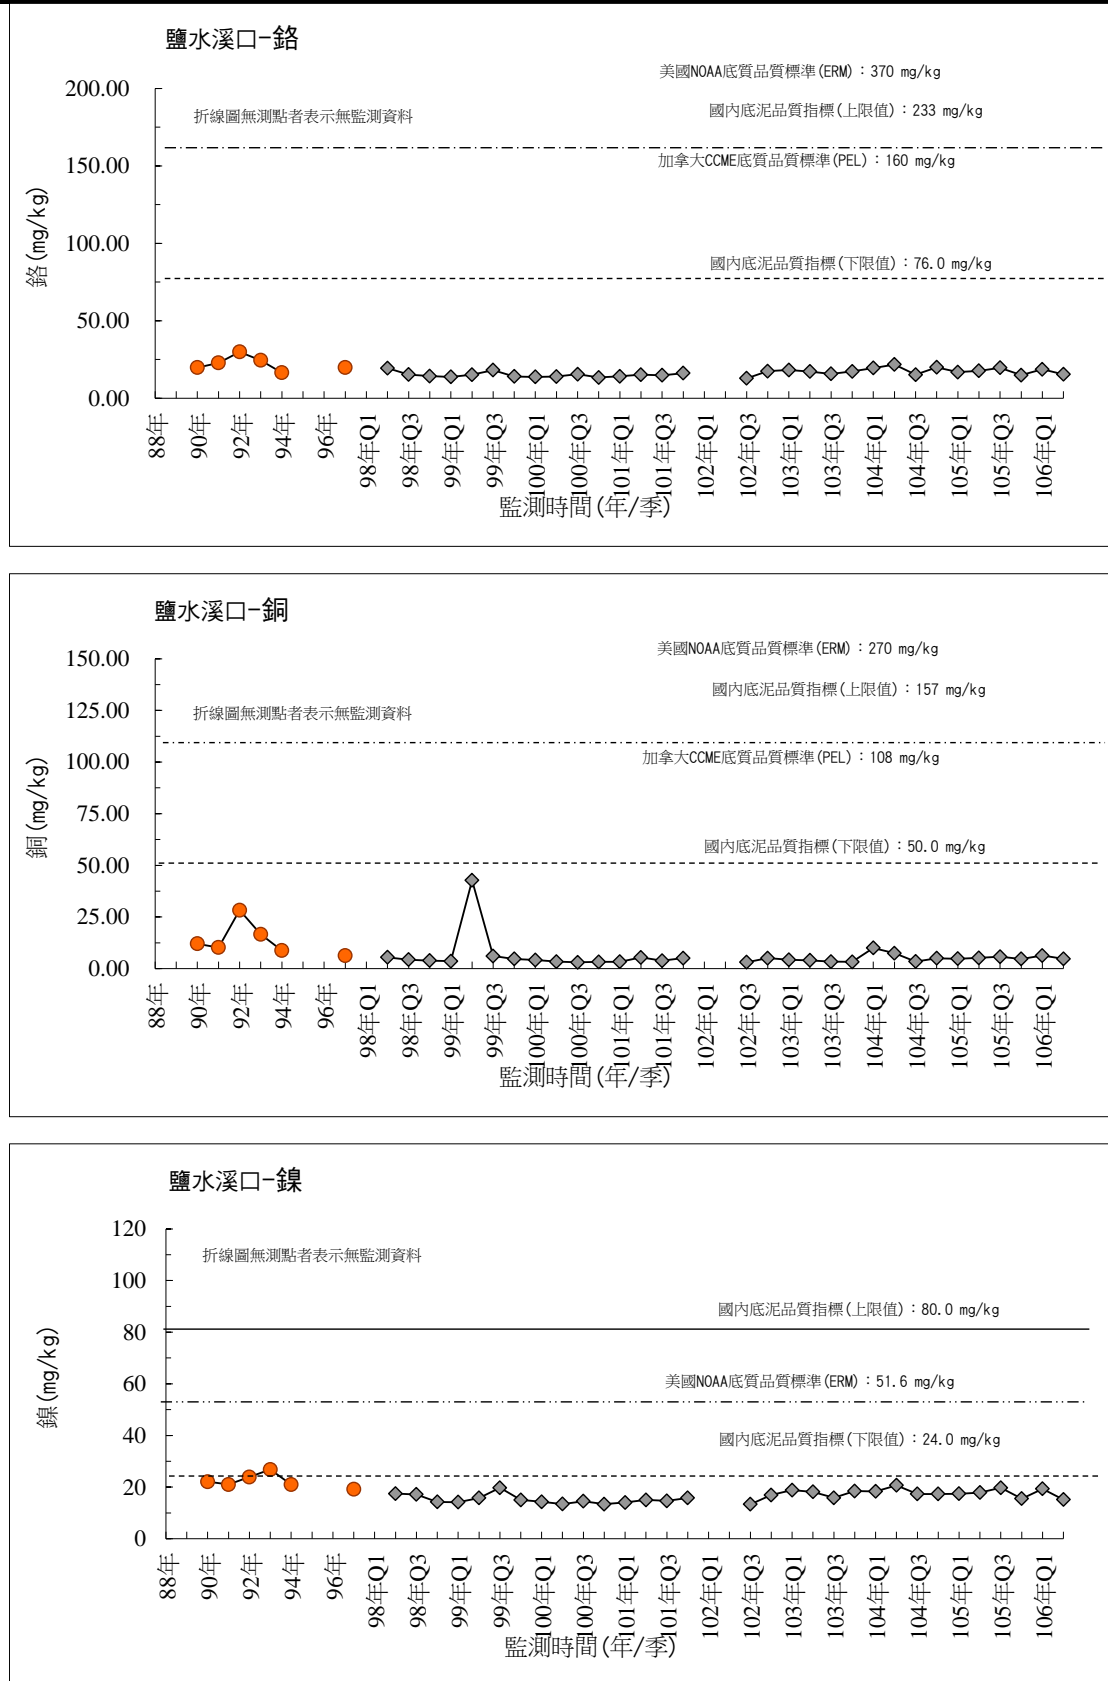 鹽水溪口-鉻
美國NOAA底質品質標準(ERM)：370 mg/kg
國內底泥品質指標(上限值)：233 mg/kg
折線圖無測點者表示無監測資料
加拿大CCME底質品質標準(PEL)：160 mg/kg
國內底泥品質指標(下限值)：76.0 mg/kg
鉻(mg/kg)
200.00
150.00
100.00
50.00
0.00
88年 90年 92年 94年 96年 98年Q1 98年Q3 99年Q1 99年Q3 100年Q1 100年Q3 101年Q1 101年Q3 102年Q1 102年Q3 103年Q1 103年Q3 104年Q1 104年Q3 105年Q1 105年Q3 106年Q1
監測時間(年/季)
鹽水溪口-銅
美國NOAA底質品質標準(ERM)：270 mg/kg
國內底泥品質指標(上限值)：157 mg/kg
折線圖無測點者表示無監測資料
加拿大CCME底質品質標準(PEL)：108 mg/kg
國內底泥品質指標(下限值)：50.0 mg/kg
銅(mg/kg)
150.00
125.00
100.00
75.00
50.00
25.00
0.00
88年 90年 92年 94年 96年 98年Q1 98年Q3 99年Q1 99年Q3 100年Q1 100年Q3 101年Q1 101年Q3 102年Q1 102年Q3 103年Q1 103年Q3 104年Q1 104年Q3 105年Q1 105年Q3 106年Q1
監測時間(年/季)
鹽水溪口-鎳
折線圖無測點者表示無監測資料
國內底泥品質指標(上限值)：80.0 mg/kg
美國NOAA底質品質標準(ERM)：51.6 mg/kg
國內底泥品質指標(下限值)：24.0 mg/kg
鎳(mg/kg)
120
100
80
60
40
20
0
88年 90年 92年 94年 96年 98年Q1 98年Q3 99年Q1 99年Q3 100年Q1 100年Q3 101年Q1 101年Q3 102年Q1 102年Q3 103年Q1 103年Q3 104年Q1 104年Q3 105年Q1 105年Q3 106年Q1
監測時間(年/季)